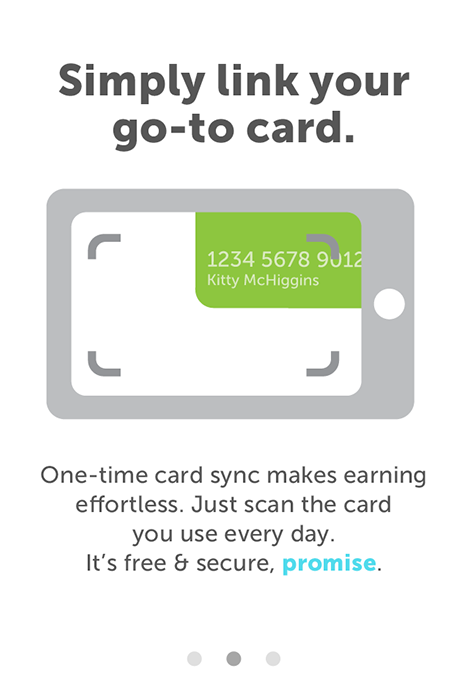 Simply link your
go-to card.
1234 5678 9012
Kitty McHiggins
One-time card sync makes earning
effortless. Just scan the card
you use every day.
It's free & secure, promise.